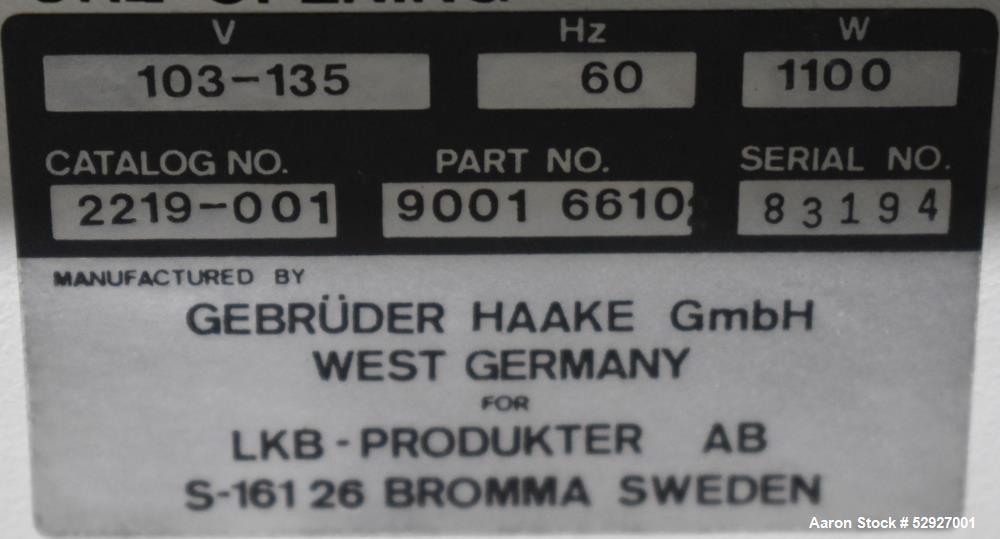 V Hz W
103-135 60 1100
CATALOG NO. PART NO. SERIAL NO.
2219-001 9001 6610 83194
MANUFACTURED BY
GEBRÜDER HAAKE GmbH
WEST GERMANY
FOR
LKB-PRODUKTER AB
S-161 26 BROMMA SWEDEN
Aaron Stock # 52927001